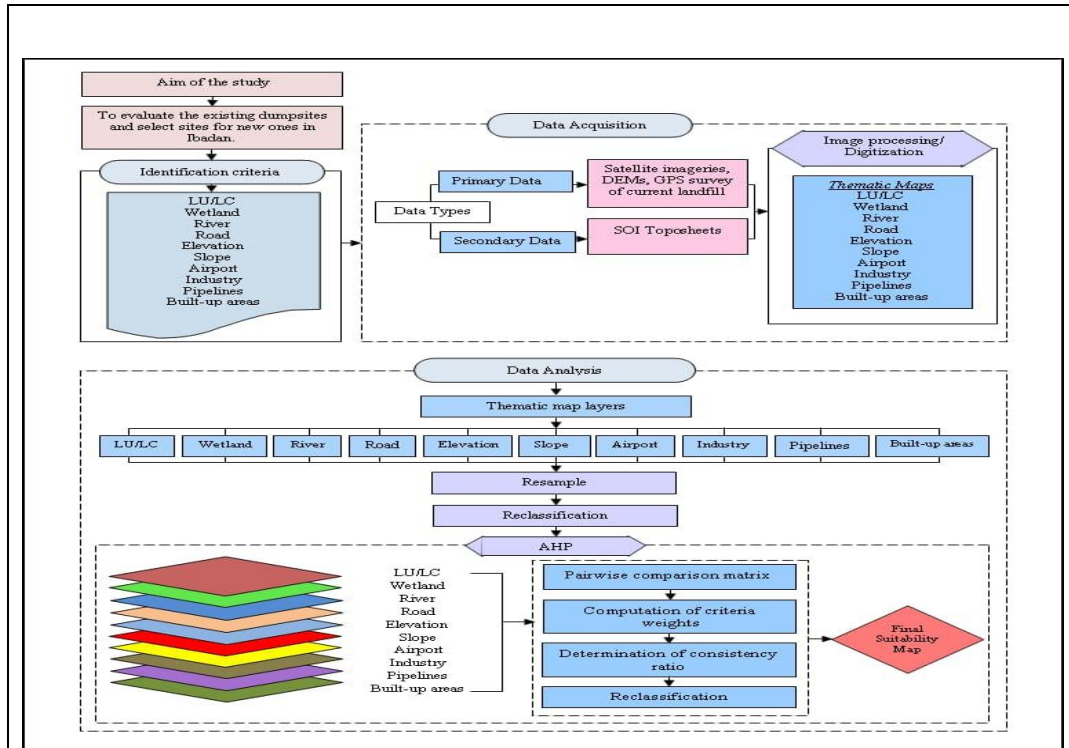 Aim of the study
To evaluate the existing dumpsites
and select sites for new ones in
Ibadan.
Identification criteria
LU/LC
Wetland
River
Road
Elevation
Slope
Airport
Industry
Pipelines
Built-up areas
Data Acquisition
Data Types
Primary Data
Secondary Data
Satellite imageries,
DEMs, GPS survey
of current landfill
SOI Toposheets
Image processing/
Digitization
Thematic Maps
LU/LC
Wetland
River
Road
Elevation
Slope
Airport
Industry
Pipelines
Built-up areas
Data Analysis
Thematic map layers
LU/LC
Wetland
River
Road
Elevation
Slope
Airport
Industry
Pipelines
Built-up areas
Resample
Reclassification
AHP
LU/LC
Wetland
River
Road
Elevation
Slope
Airport
Industry
Pipelines
Built-up areas
Pairwise comparison matrix
Computation of criteria
weights
Determination of consistency
ratio
Reclassification
Final
Suitability
Map